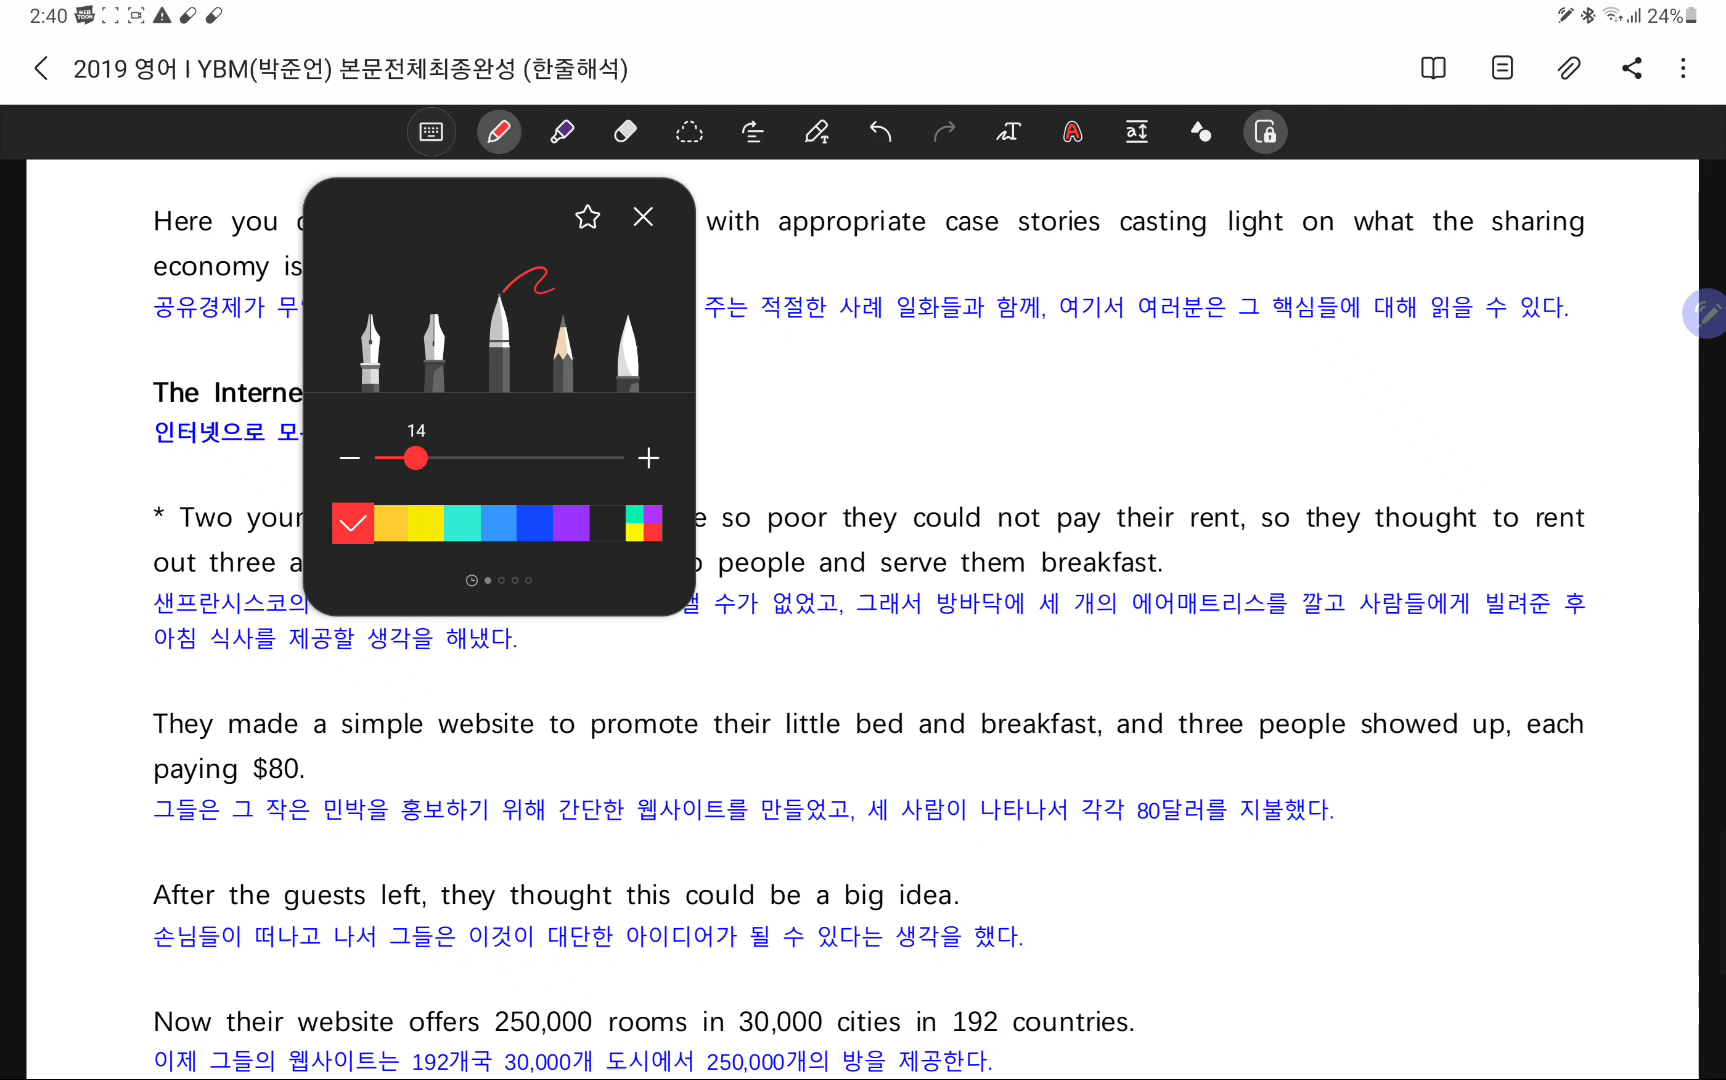 2:40
WEB TOON
24%
2019 영어 I YBM(박준언) 본문전체최종완성 (한줄해석)
Here you with appropriate case stories casting light on what the sharing
economy is
공유경제가 주는 적절한 사례 일화들과 함께, 여기서 여러분은 그 핵심들에 대해 읽을 수 있다.
The Interne
인터넷으로 모
14
* Two so poor they could not pay their rent, so they thought to rent
out three a people and serve them breakfast.
샌프란시스코의 수가 없었고, 그래서 방바닥에 세 개의 에어매트리스를 깔고 사람들에게 빌려준 후
아침 식사를 제공할 생각을 해냈다.
They made a simple website to promote their little bed and breakfast, and three people showed up, each
paying $80.
그들은 그 작은 민박을 홍보하기 위해 간단한 웹사이트를 만들었고, 세 사람이 나타나서 각각 80달러를 지불했다.
After the guests left, they thought this could be a big idea.
손님들이 떠나고 나서 그들은 이것이 대단한 아이디어가 될 수 있다는 생각을 했다.
Now their website offers 250,000 rooms in 30,000 cities in 192 countries.
이제 그들의 웹사이트는 192개국 30,000개 도시에서 250,000개의 방을 제공한다.